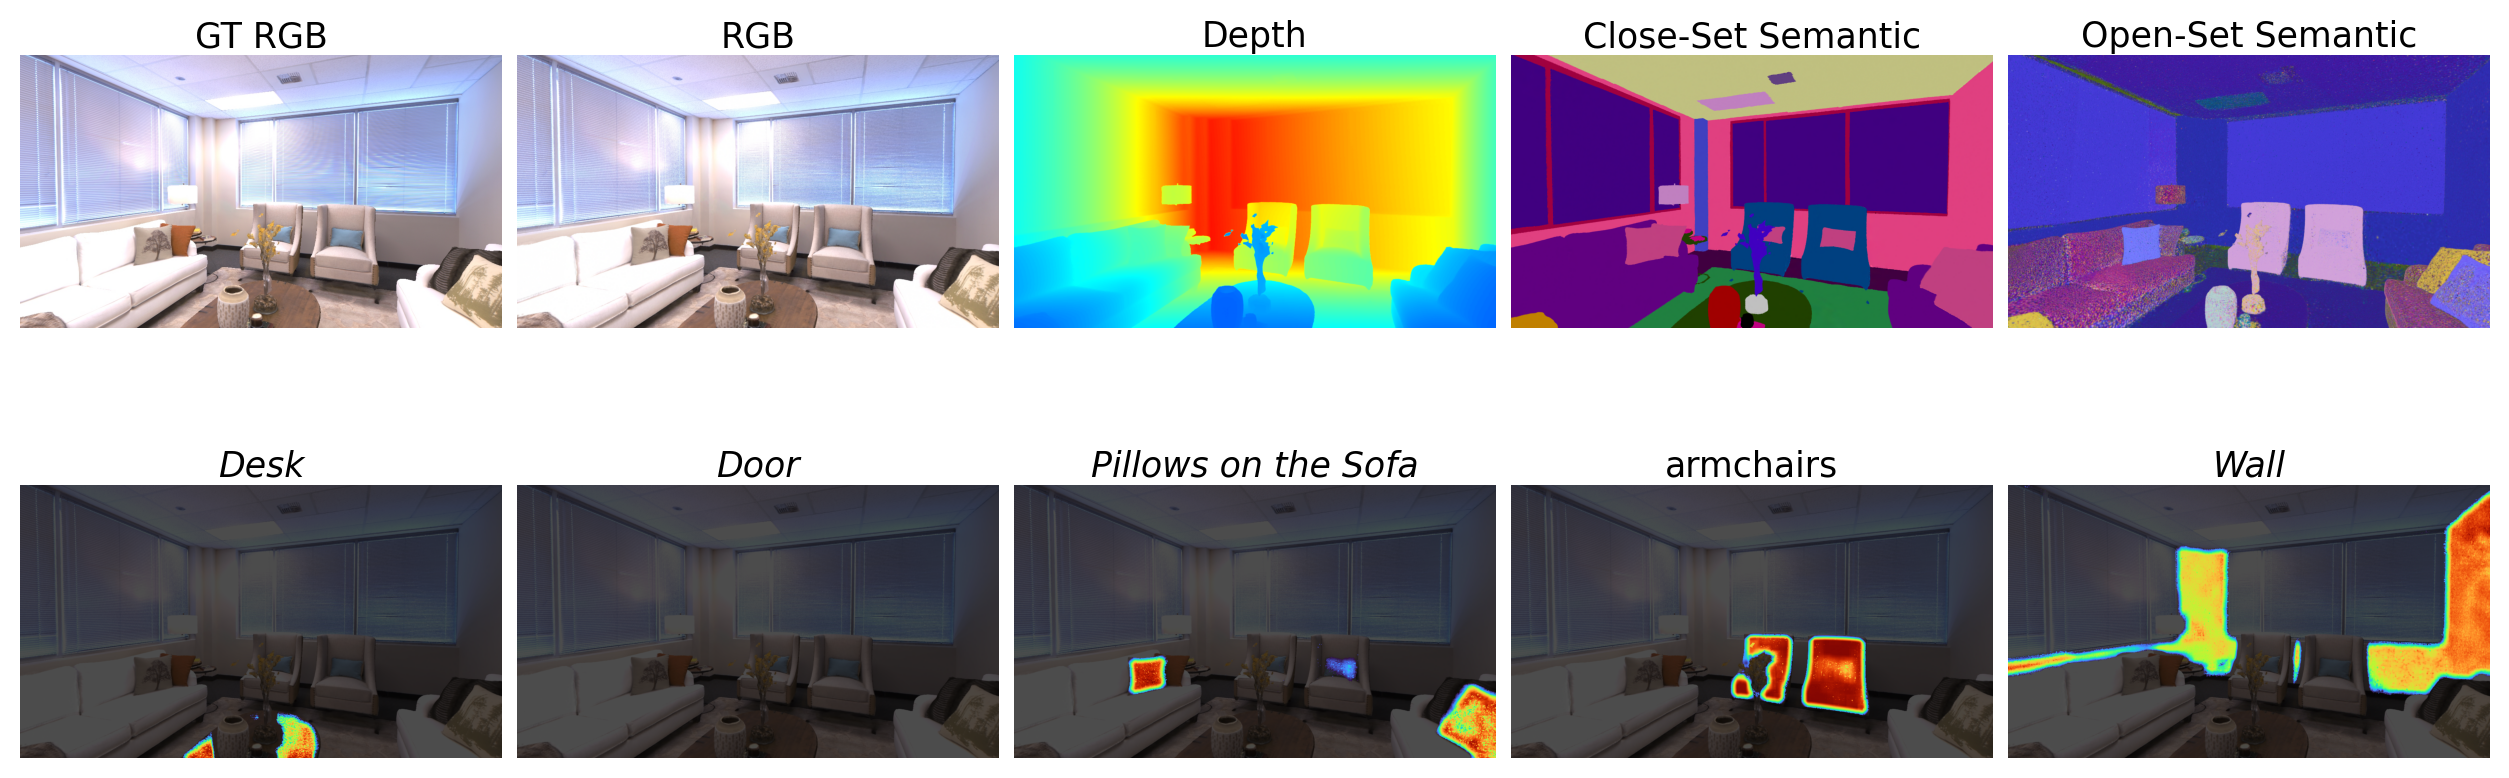 GT RGB
RGB
Depth
Close-Set Semantic
Open-Set Semantic
Desk
Door
Pillows on the Sofa
armchairs
Wall